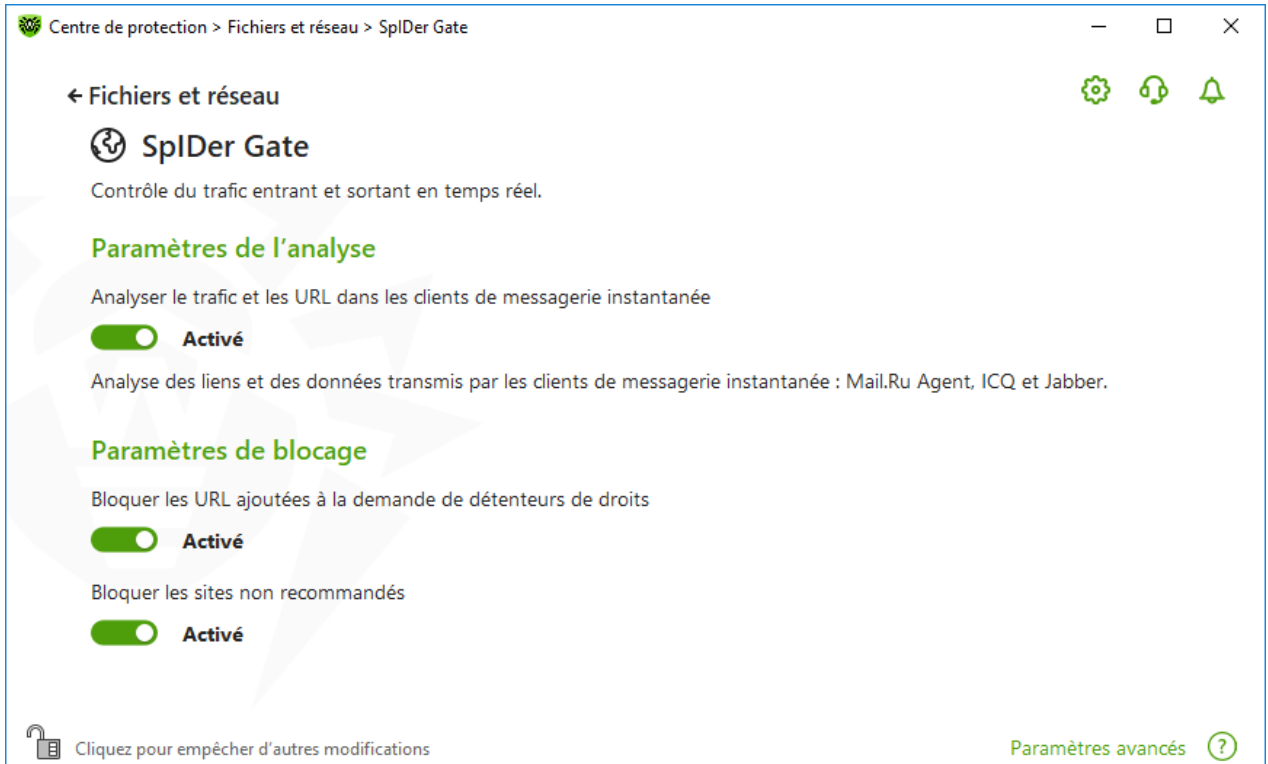 Centre de protection > Fichiers et réseau > SpIDer Gate
Fichiers et réseau
SpIDer Gate
Contrôle du trafic entrant et sortant en temps réel.
Paramètres de l’analyse
Analyser le trafic et les URL dans les clients de messagerie instantanée
Activé
Analyse des liens et des données transmis par les clients de messagerie instantanée : Mail.Ru Agent, ICQ et Jabber.
Paramètres de blocage
Bloquer les URL ajoutées à la demande de détenteurs de droits
Activé
Bloquer les sites non recommandés
Activé
Cliquez pour empêcher d’autres modifications
Paramètres avancés ?